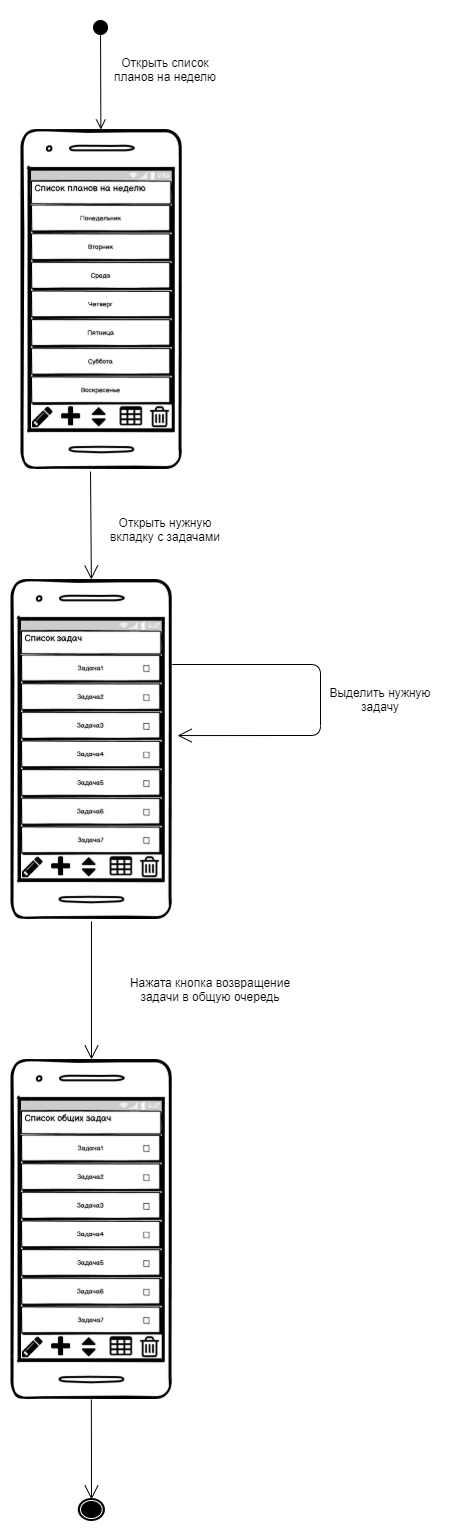 Открыть список
планов на неделю
Список планов на неделю
Понедельник
Вторник
Среда
Четверг
Пятница
Суббота
Воскресенье
Открыть нужную
вкладку с задачами
Список задач
Задача1
Задача2
Задача3
Задача4
Задача5
Задача6
Задача7
Выделить нужную
задачу
Нажата кнопка возвращение
задачи в общую очередь
Список общих задач
Задача1
Задача2
Задача3
Задача4
Задача5
Задача6
Задача7